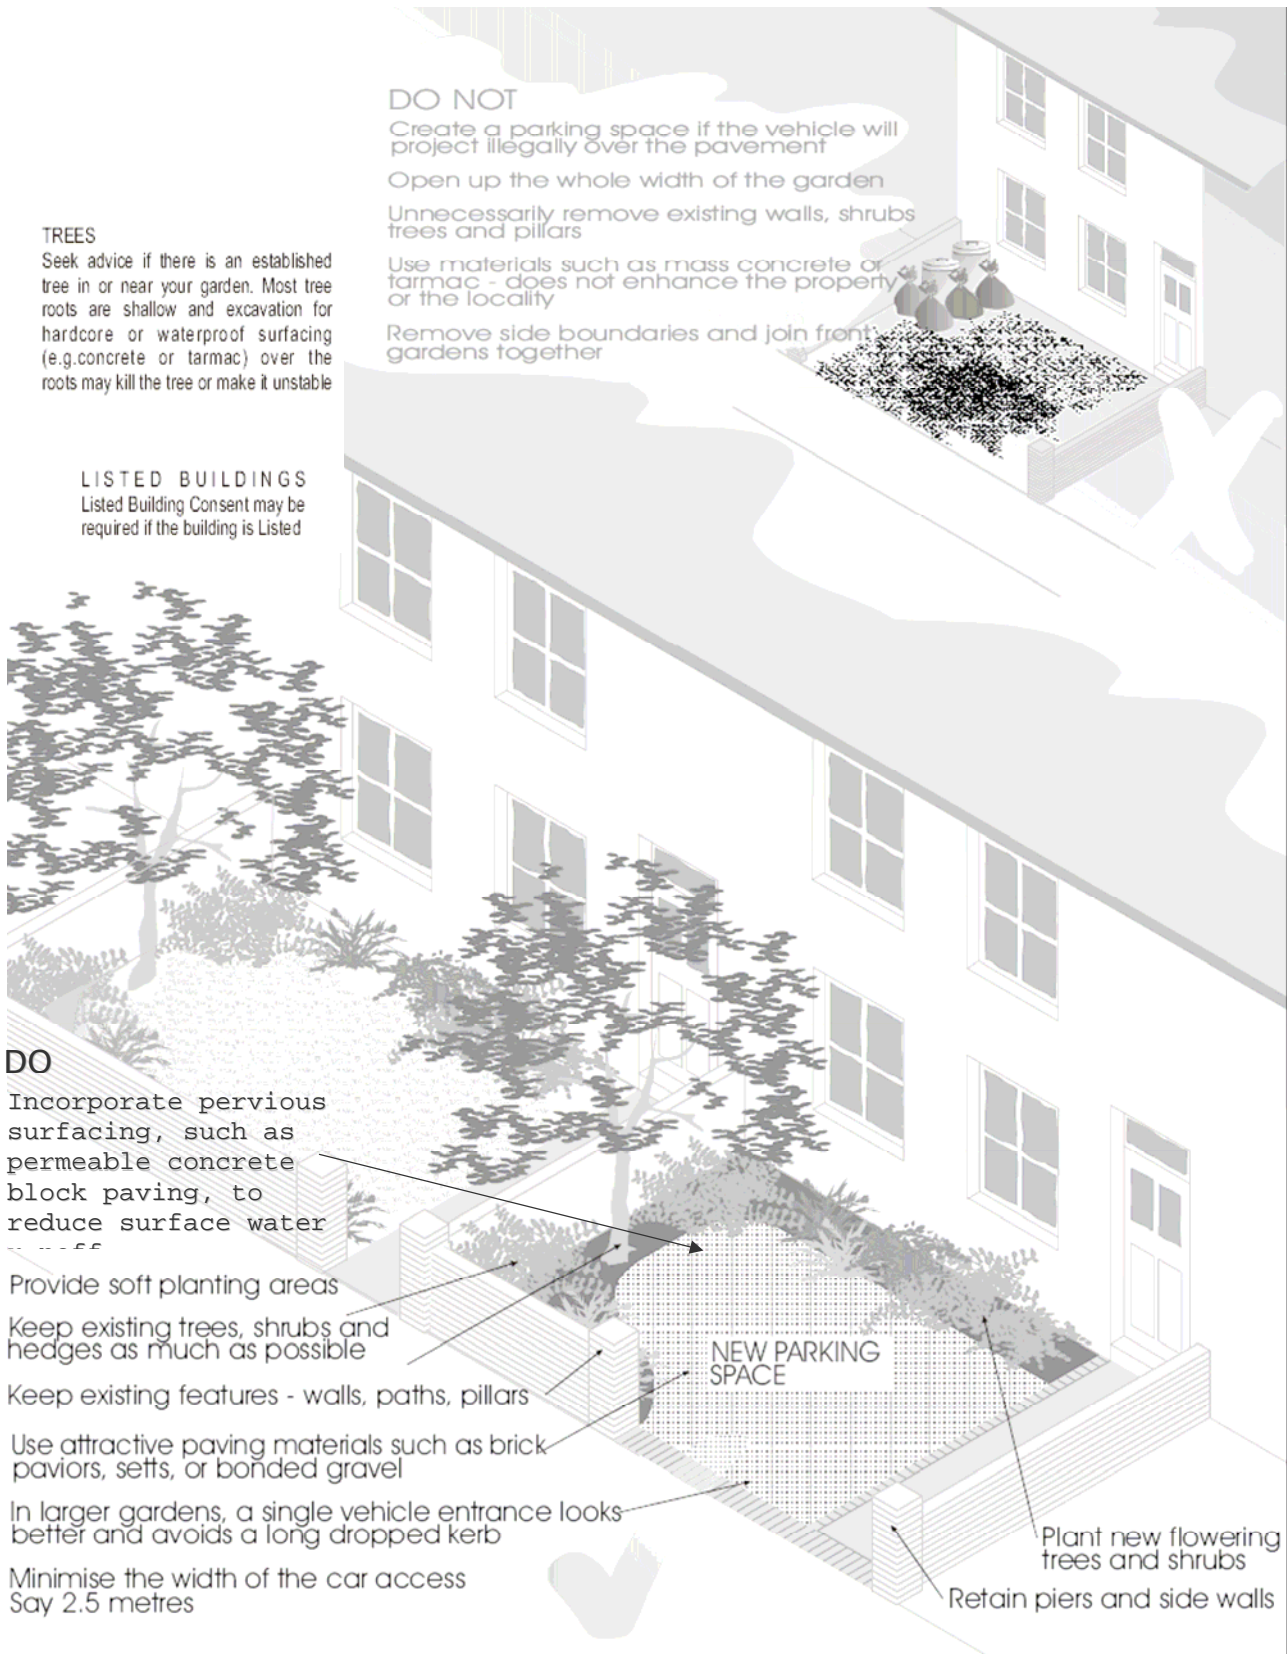 DO NOT
Create a parking space if the vehicle will
project illegally over the pavement
Open up the whole width of the garden
Unnecessarily remove existing walls, shrubs
trees and pillars
Use materials such as mass concrete or
tarmac - does not enhance the property
or the locality
Remove side boundaries and join front
gardens together
TREES
Seek advice if there is an established
tree in or near your garden. Most tree
roots are shallow and excavation for
hardcore or waterproof surfacing
(e.g.concrete or tarmac) over the
roots may kill the tree or make it unstable
LISTED BUILDINGS
Listed Building Consent may be
required if the building is Listed
DO
Incorporate pervious
surfacing, such as
permeable concrete
block paving, to
reduce surface water
Provide soft planting areas
Keep existing trees, shrubs and
hedges as much as possible
Keep existing features - walls, paths, pillars
Use attractive paving materials such as brick
paviors, setts, or bonded gravel
In larger gardens, a single vehicle entrance looks
better and avoids a long dropped kerb
Minimise the width of the car access
Say 2.5 metres
NEW PARKING
SPACE
Plant new flowering
trees and shrubs
Retain piers and side walls